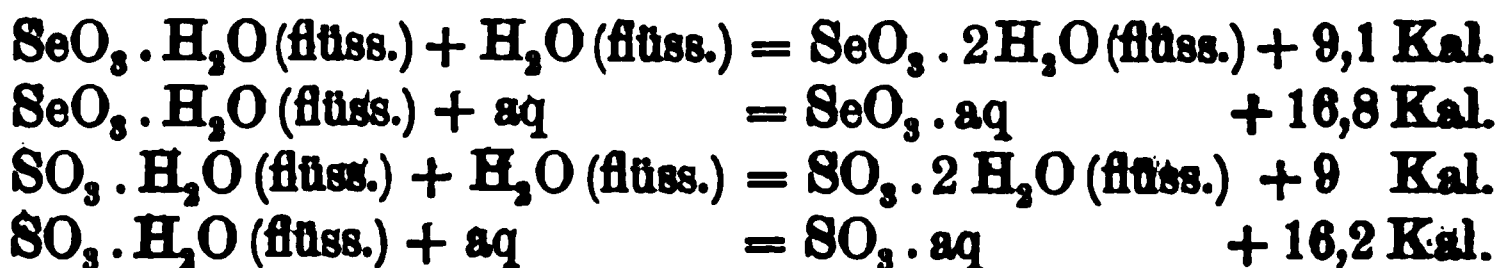 SeO₃ . H₂O (flüss.) + H₂O (flüss.) = SeO₃ . 2 H₂O (flüss.) + 9,1 Kal.
SeO₃ . H₂O (flüss.) + aq = SeO₃ . aq + 16,8 Kal.
SO₃ . H₂O (flüss.) + H₂O (flüss.) = SO₃ . 2 H₂O (flüss.) + 9 Kal.
SO₃ . H₂O (flüss.) + aq = SO₃ . aq + 16,2 Kal.